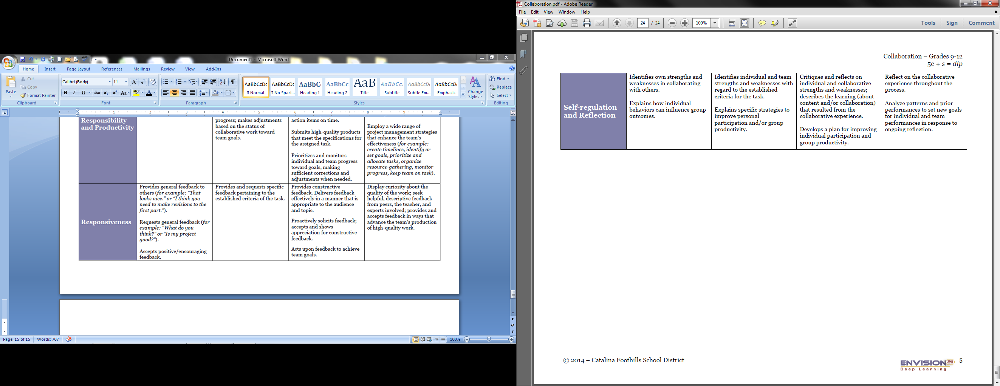 Document1 - Microsoft Word
Home
Insert
Page Layout
References
Mailings
Review
View
Add-Ins
Paste
Cut
Copy
Format Painter
Clipboard
Calibri (Body)
11
Font
Paragraph
AaBbCcDc
¶ Normal
AaBbCcDc
¶ No Spaci...
AaBbC
Heading 1
AaBbCc
Heading 2
AaB
Title
AaBbCc.
Subtitle
AaBbCcDc
Subtle Em...
AaBbCcDc
Emphasis
Change
Styles
Styles
Find
Replace
Select
Editing
1 2 3 4 5 6 7 8 9
Responsibility
and Productivity
progress; makes adjustments
based on the status of
collaborative work toward
team goals.
action items on time.
Submits high-quality products
that meet the specifications for
the assigned task.
Prioritizes and monitors
individual and team progress
toward goals, making
sufficient corrections and
adjustments when needed.
Employ a wide range of
project management strategies
that enhance the team's
effectiveness (for example:
create timelines, identify or
set goals, prioritize and
allocate tasks, organize
resource-gathering, monitor
progress, keep team on task).
Responsiveness
Provides general feedback to
others (for example: "That
looks nice." or "I think you
need to make revisions to the
first part.").
Requests general feedback (for
example: "What do you
think?" or "Is my project
good?").
Accepts positive/encouraging
feedback.
Provides and requests specific
feedback pertaining to the
established criteria of the task.
Provides constructive
feedback. Delivers feedback
effectively in a manner that is
appropriate to the audience
and topic.
Proactively solicits feedback;
accepts and shows
appreciation for constructive
feedback.
Acts upon feedback to achieve
team goals.
Display curiosity about the
quality of the work; seek
helpful, descriptive feedback
from peers, the teacher, and
experts involved; provides and
accepts feedback in ways that
advance the team's production
of high-quality work.
Page: 15 of 15
Words: 707
100%
Collaboration.pdf - Adobe Reader
File Edit View Window Help
24 / 24
100%
Tools
Sign
Comment
Collaboration – Grades 9-12
5c + s = dlp
Self-regulation
and Reflection
Identifies own strengths and
weaknesses in collaborating
with others.
Explains how individual
behaviors can influence group
outcomes.
Identifies individual and team
strengths and weaknesses with
regard to the established
criteria for the task.
Explains specific strategies to
improve personal
participation and/or group
productivity.
Critiques and reflects on
individual and collaborative
strengths and weaknesses;
describes the learning (about
content and/or collaboration)
that resulted from the
collaborative experience.
Develops a plan for improving
individual participation and
group productivity.
Reflect on the collaborative
experience throughout the
process.
Analyze patterns and prior
performances to set new goals
for individual and team
performances in response to
ongoing reflection.
© 2014 – Catalina Foothills School District
ENVISION21
Deep Learning
5